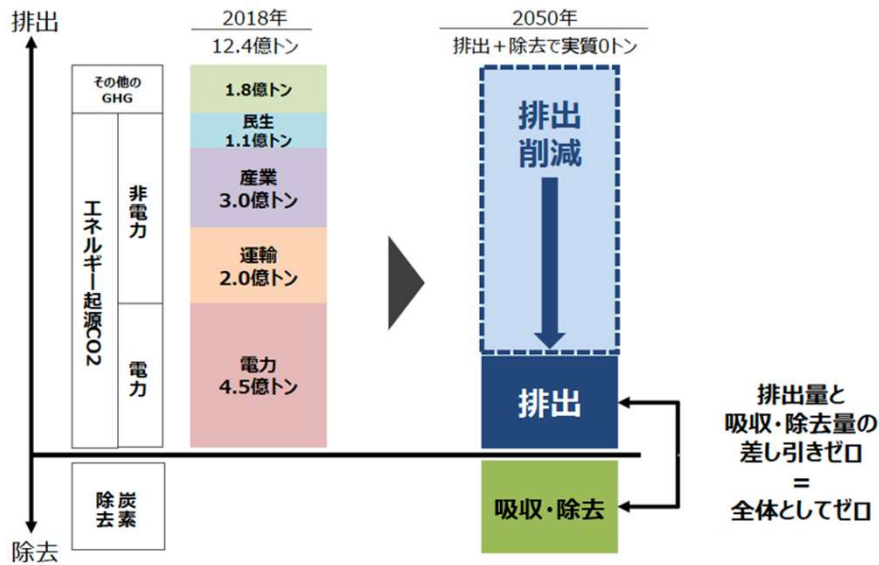 排出
2018年
12.4億トン
2050年
排出＋除去で実質0トン
その他の
GHG
1.8億トン
エネルギー起源CO2
非電力
民生
1.1億トン
産業
3.0億トン
運輸
2.0億トン
電力
電力
4.5億トン
排出
削減
排出
排出量と
吸収・除去量の
差し引きゼロ
＝
全体としてゼロ
炭素
除去
吸収・除去
除去